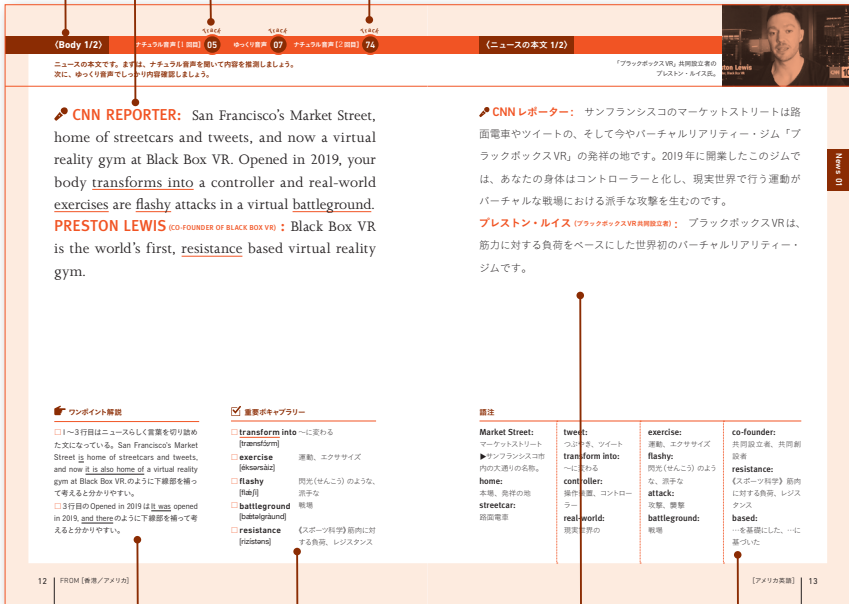 〈Body 1/2〉
ナチュラル音声［1回目］ Track 05 ゆっくり音声 Track 07 ナチュラル音声［2回目］ Track 74
ニュースの本文です。まずは、ナチュラル音声を聞いて内容を推測しましょう。
次に、ゆっくり音声でしっかり内容確認しましょう。
CNN REPORTER: San Francisco's Market Street,
home of streetcars and tweets, and now a virtual
reality gym at Black Box VR. Opened in 2019, your
body transforms into a controller and real-world
exercises are flashy attacks in a virtual battleground.
PRESTON LEWIS (CO-FOUNDER OF BLACK BOX VR) : Black Box VR
is the world's first, resistance based virtual reality
gym.
ワンポイント解説
□1〜3行目はニュースらしく言葉を切り詰め
た文になっている。San Francisco's Market
Street is home of streetcars and tweets,
and now it is also home of a virtual reality
gym at Black Box VR.のように下線部を補っ
て考えると分かりやすい。
□3行目のOpened in 2019はIt was opened
in 2019, and thereのように下線部を補って考
えると分かりやすい。
重要ボキャブラリー
□transform into 〜に変わる
[trænsfɔ́rm]
□exercise 運動、エクササイズ
[éksərsàiz]
□flashy 閃光（せんこう）のような、
[flǽʃi] 派手な
□battleground 戦場
[bǽtəlgràund]
□resistance 《スポーツ科学》筋肉に対
[rizístəns] する負荷、レジスタンス
12 FROM [香港／アメリカ]
〈ニュースの本文 1/2〉
「ブラックボックスVR」共同設立者の
プレストン・ルイス氏。
CNNレポーター： サンフランシスコのマーケットストリートは路
面電車やツイートの、そして今やバーチャルリアリティー・ジム「ブ
ラックボックスVR」の発祥の地です。2019年に開業したこのジムで
は、あなたの身体はコントローラーと化し、現実世界で行う運動が
バーチャルな戦場における派手な攻撃を生むのです。
プレストン・ルイス（ブラックボックスVR共同設立者）： ブラックボックスVRは、
筋力に対する負荷をベースにした世界初のバーチャルリアリティー・
ジムです。
News 01
語注
Market Street:
マーケットストリート
▶サンフランシスコ市
内の大通りの名称。
home:
本場、発祥の地
streetcar:
路面電車
tweet:
つぶやき、ツイート
transform into:
〜に変わる
controller:
操作装置、コントロー
ラー
real-world:
現実世界の
exercise:
運動、エクササイズ
flashy:
閃光（せんこう）のよう
な、派手な
attack:
攻撃、襲撃
battleground:
戦場
co-founder:
共同設立者、共同創
設者
resistance:
《スポーツ科学》筋肉
に対する負荷、レジス
タンス
based:
…を基礎にした、…に
基づいた
[アメリカ英語] 13